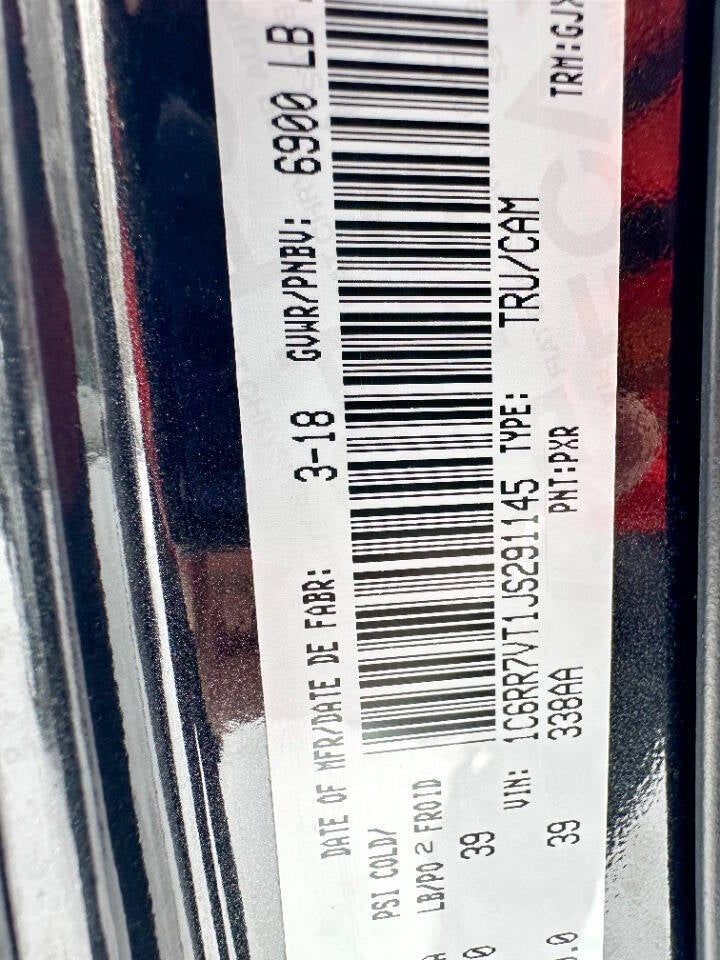 DATE OF MFR/DATE DE FABR: 3-18 GVWR/PNBV: 6900 LB
PSI COLD/
LB/PO 2 FROID
39
VIN: 1C6RR7VT1JS291145 TYPE: TRU/CAM
39 338AA PNT:PXR TRM:GJX